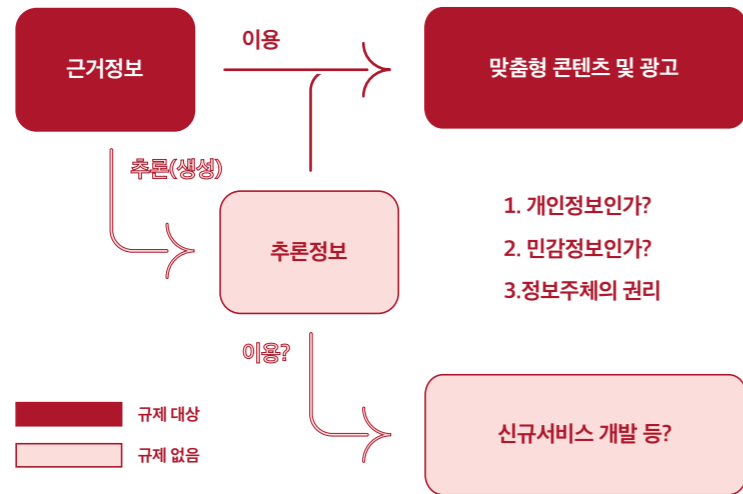 근거정보
이용
맞춤형 콘텐츠 및 광고
추론(생성)
추론정보
1. 개인정보인가?
2. 민감정보인가?
3.정보주체의 권리
이용?
신규서비스 개발 등?
규제 대상
규제 없음